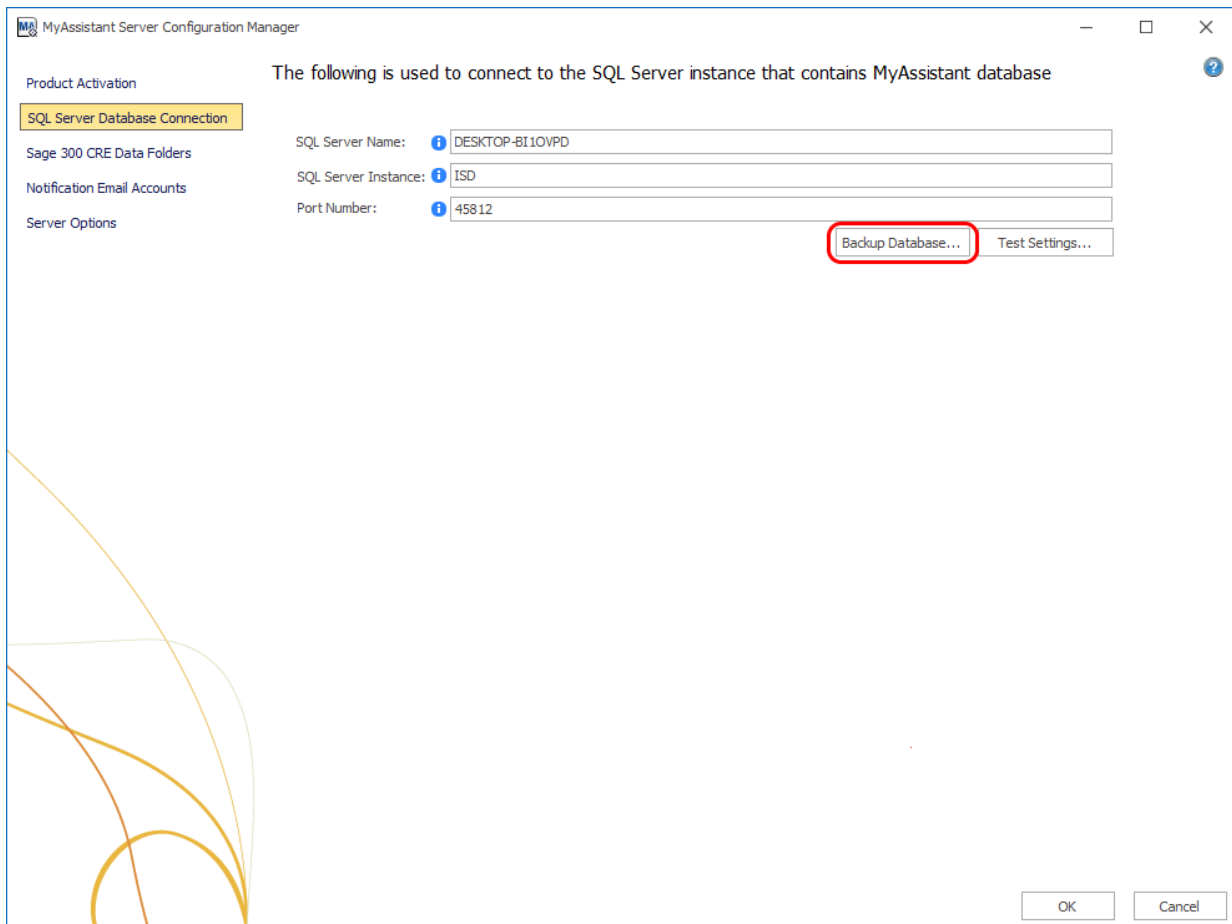 MyAssistant Server Configuration Manager
The following is used to connect to the SQL Server instance that contains MyAssistant database
Product Activation
SQL Server Database Connection
Sage 300 CRE Data Folders
Notification Email Accounts
Server Options
SQL Server Name: DESKTOP-BI1OVPD
SQL Server Instance: ISD
Port Number: 45812
Backup Database... Test Settings...
OK Cancel